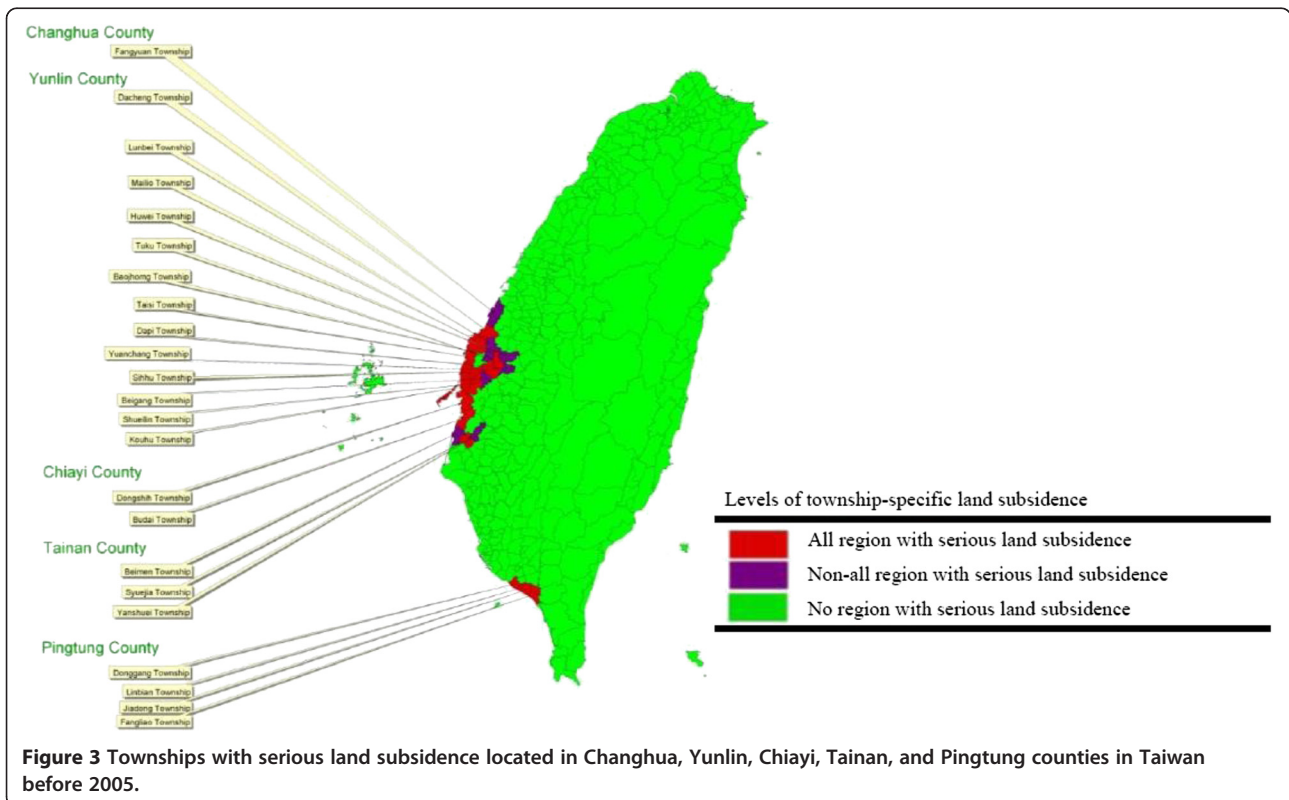 Changhua County
Fangyuan Township
Yunlin County
Dacheng Township
Lunbei Township
Mailio Township
Huwei Township
Tuku Township
Baojhomg Township
Taisi Township
Dapi Township
Yuanchang Township
Sihhu Township
Beigang Township
Shueilin Township
Kouhu Township
Chiayi County
Dongshih Township
Budai Township
Tainan County
Beimen Township
Syuejia Township
Yanshuei Township
Pingtung County
Donggang Township
Linbian Township
Jiadong Township
Fangliao Township
Levels of township-specific land subsidence
All region with serious land subsidence
Non-all region with serious land subsidence
No region with serious land subsidence
Figure 3 Townships with serious land subsidence located in Changhua, Yunlin, Chiayi, Tainan, and Pingtung counties in Taiwan
before 2005.